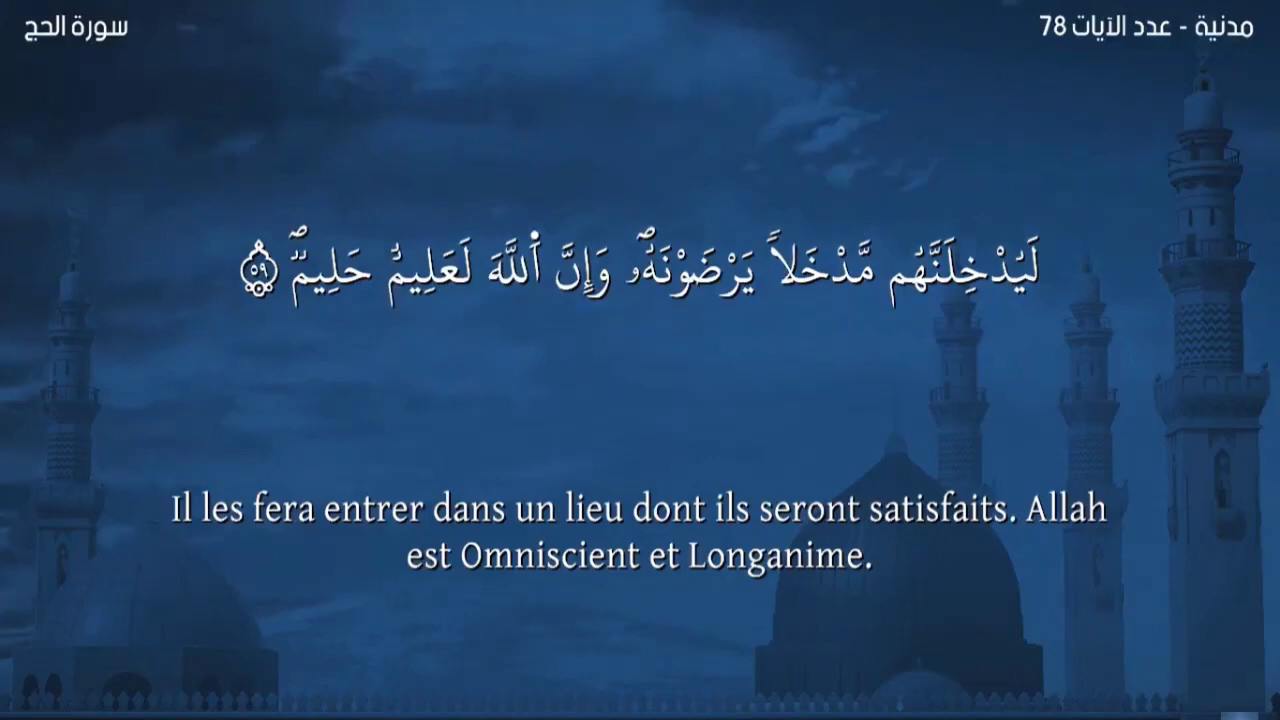 مدنية - عدد الآيات 78
سورة الحج
لَيُدْخِلَنَّهُم مَّدْخَلاً يَرْضَوْنَهُۥ وَإِنَّ اَ۬للَّهَ لَعَلِيمٌ حَلِيمٌۖ ٥٩
Il les fera entrer dans un lieu dont ils seront satisfaits. Allah
est Omniscient et Longanime.